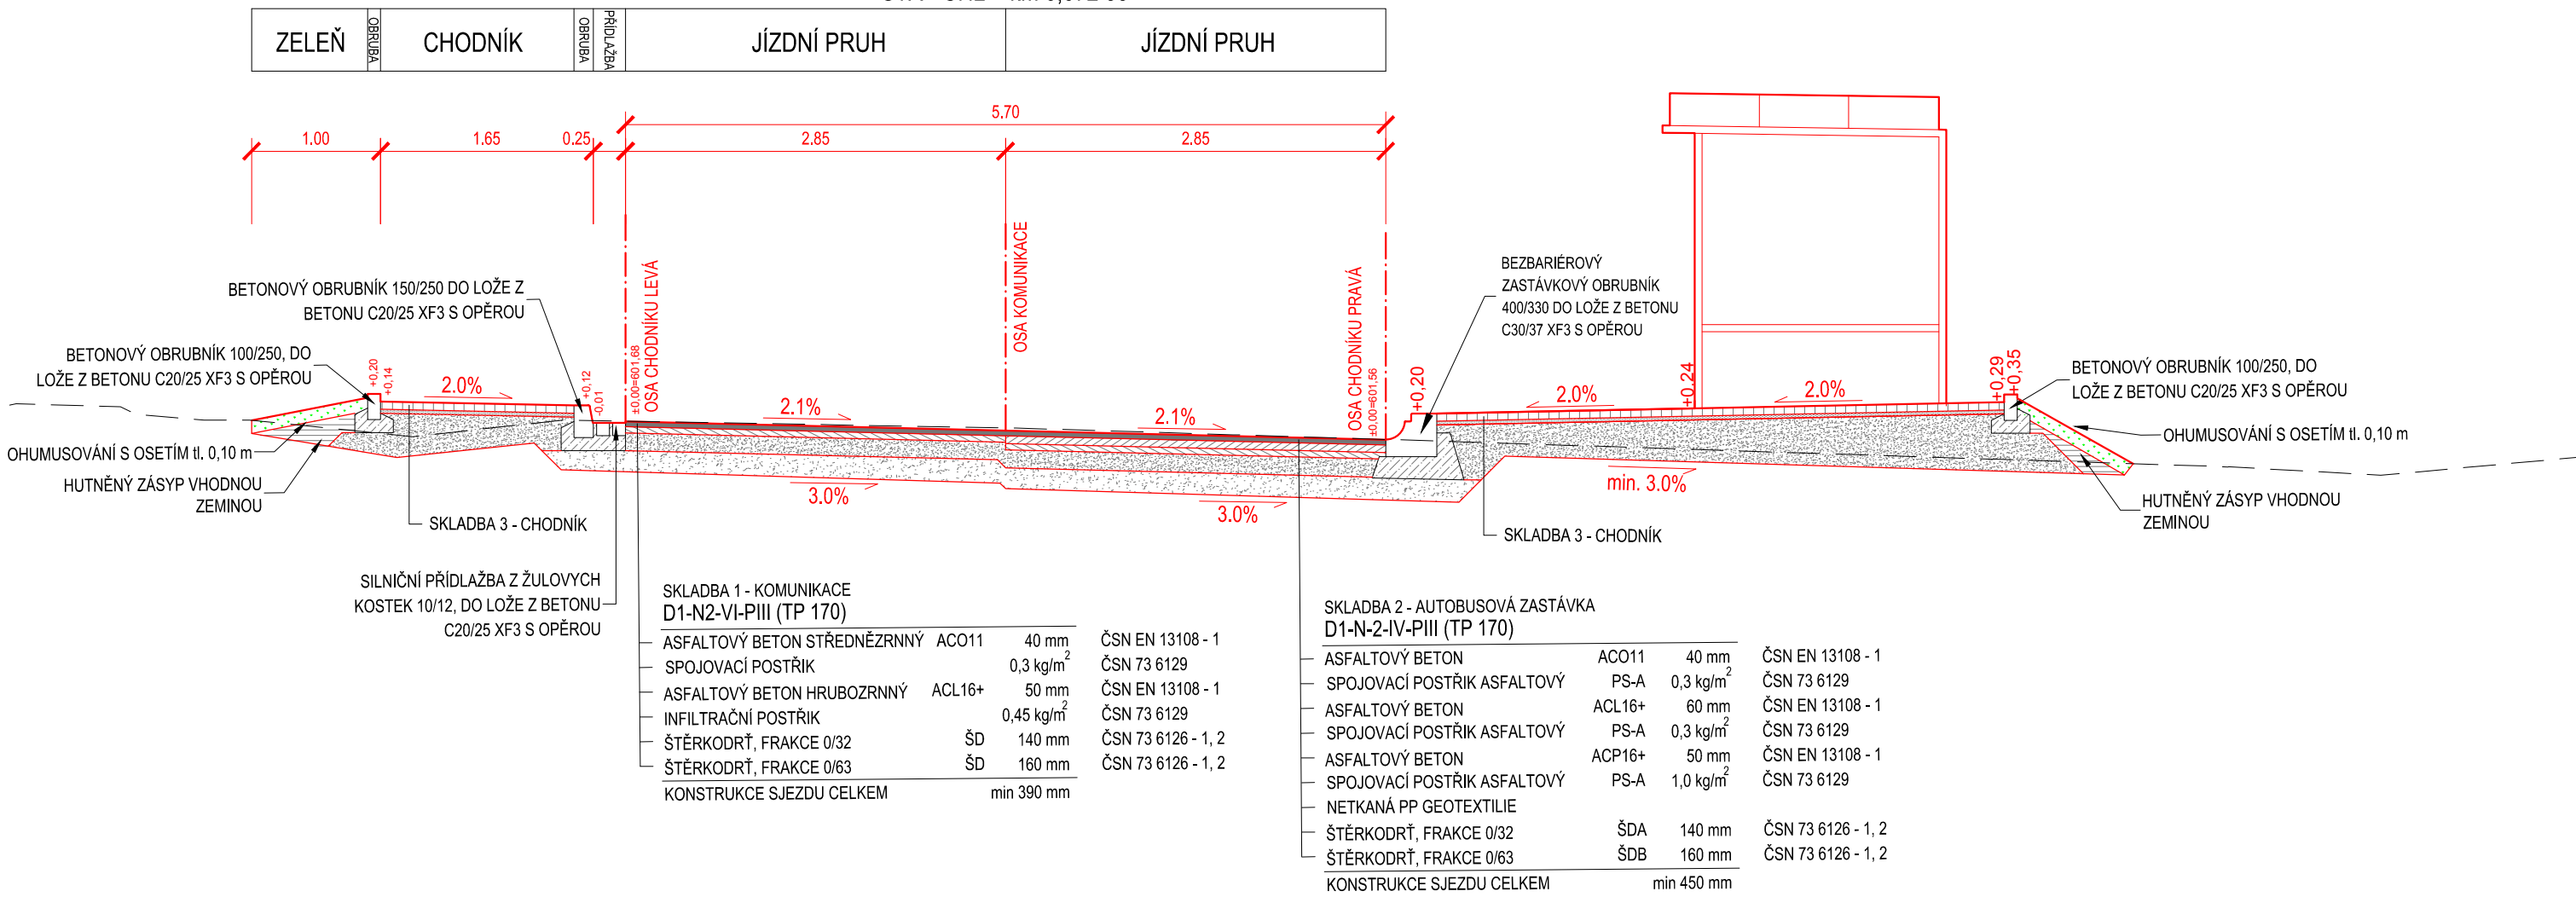 ZELEŇ
OBRUBA
CHODNÍK
OBRUBA
PŘÍDLAŽBA
JÍZDNÍ PRUH
JÍZDNÍ PRUH
5.70
1.00
1.65
0.25
2.85
2.85
BETONOVÝ OBRUBNÍK 150/250 DO LOŽE Z
BETONU C20/25 XF3 S OPĚROU
BETONOVÝ OBRUBNÍK 100/250, DO
LOŽE Z BETONU C20/25 XF3 S OPĚROU
+0,20
+0,14
2.0%
+0,12
-0,01
±0,00=601,68
OSA CHODNÍKU LEVÁ
2.1%
OSA KOMUNIKACE
2.1%
OSA CHODNÍKU PRAVÁ
±0,00=601,56
+0,20
BEZBARIÉROVÝ
ZASTÁVKOVÝ OBRUBNÍK
400/330 DO LOŽE Z BETONU
C30/37 XF3 S OPĚROU
2.0%
+0,24
2.0%
+0,29
+0,35
BETONOVÝ OBRUBNÍK 100/250, DO
LOŽE Z BETONU C20/25 XF3 S OPĚROU
OHUMUSOVÁNÍ S OSETÍM tl. 0,10 m
HUTNĚNÝ ZÁSYP VHODNOU
ZEMINOU
OHUMUSOVÁNÍ S OSETÍM tl. 0,10 m
HUTNĚNÝ ZÁSYP VHODNOU
ZEMINOU
3.0%
3.0%
min. 3.0%
SKLADBA 3 - CHODNÍK
SKLADBA 3 - CHODNÍK
SILNIČNÍ PŘÍDLAŽBA Z ŽULOVYCH
KOSTEK 10/12, DO LOŽE Z BETONU
C20/25 XF3 S OPĚROU
SKLADBA 1 - KOMUNIKACE
D1-N2-VI-PIII (TP 170)
ASFALTOVÝ BETON STŘEDNĚZRNNÝ ACO11 40 mm ČSN EN 13108 - 1
SPOJOVACÍ POSTŘIK 0,3 kg/m² ČSN 73 6129
ASFALTOVÝ BETON HRUBOZRNNÝ ACL16+ 50 mm ČSN EN 13108 - 1
INFILTRAČNÍ POSTŘIK 0,45 kg/m² ČSN 73 6129
ŠTĚRKODRŤ, FRAKCE 0/32 ŠD 140 mm ČSN 73 6126 - 1, 2
ŠTĚRKODRŤ, FRAKCE 0/63 ŠD 160 mm ČSN 73 6126 - 1, 2
KONSTRUKCE SJEZDU CELKEM min 390 mm
SKLADBA 2 - AUTOBUSOVÁ ZASTÁVKA
D1-N-2-IV-PIII (TP 170)
ASFALTOVÝ BETON ACO11 40 mm ČSN EN 13108 - 1
SPOJOVACÍ POSTŘIK ASFALTOVÝ PS-A 0,3 kg/m² ČSN 73 6129
ASFALTOVÝ BETON ACL16+ 60 mm ČSN EN 13108 - 1
SPOJOVACÍ POSTŘIK ASFALTOVÝ PS-A 0,3 kg/m² ČSN 73 6129
ASFALTOVÝ BETON ACP16+ 50 mm ČSN EN 13108 - 1
SPOJOVACÍ POSTŘIK ASFALTOVÝ PS-A 1,0 kg/m² ČSN 73 6129
NETKANÁ PP GEOTEXTILIE
ŠTĚRKODRŤ, FRAKCE 0/32 ŠDA 140 mm ČSN 73 6126 - 1, 2
ŠTĚRKODRŤ, FRAKCE 0/63 ŠDB 160 mm ČSN 73 6126 - 1, 2
KONSTRUKCE SJEZDU CELKEM min 450 mm